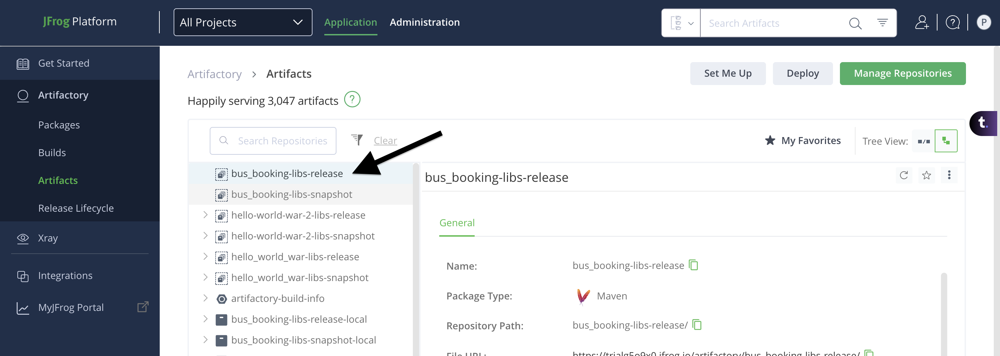 JFrog Platform
All Projects
Application
Administration
Search Artifacts
P
Get Started
Artifactory
Packages
Builds
Artifacts
Release Lifecycle
Xray
Integrations
MyJFrog Portal
Artifactory > Artifacts
Set Me Up
Deploy
Manage Repositories
Happily serving 3,047 artifacts
Search Repositories
Clear
My Favorites
Tree View:
t.
bus_booking-libs-release
bus_booking-libs-snapshot
hello-world-war-2-libs-release
hello-world-war-2-libs-snapshot
hello_world_war-libs-release
hello_world_war-libs-snapshot
artifactory-build-info
bus_booking-libs-release-local
bus_booking-libs-snapshot-local
bus_booking-libs-release
General
Name: bus_booking-libs-release
Package Type: Maven
Repository Path: bus_booking-libs-release/
File URL: https://trialg5o9x0.jfrog.io/artifactory/bus_booking-libs-release/